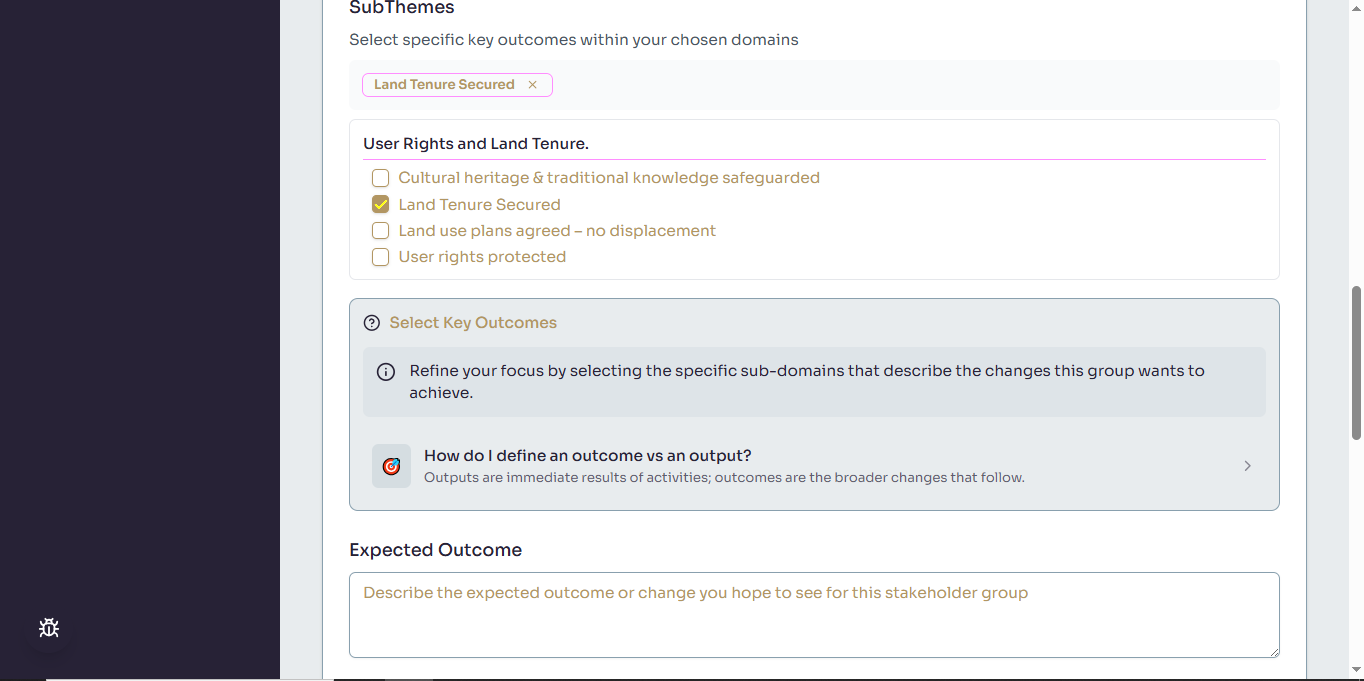 SubThemes
Select specific key outcomes within your chosen domains
Land Tenure Secured ×
User Rights and Land Tenure.
Cultural heritage & traditional knowledge safeguarded
Land Tenure Secured
Land use plans agreed – no displacement
User rights protected
Select Key Outcomes
Refine your focus by selecting the specific sub-domains that describe the changes this group wants to
achieve.
How do I define an outcome vs an output?
Outputs are immediate results of activities; outcomes are the broader changes that follow.
Expected Outcome
Describe the expected outcome or change you hope to see for this stakeholder group